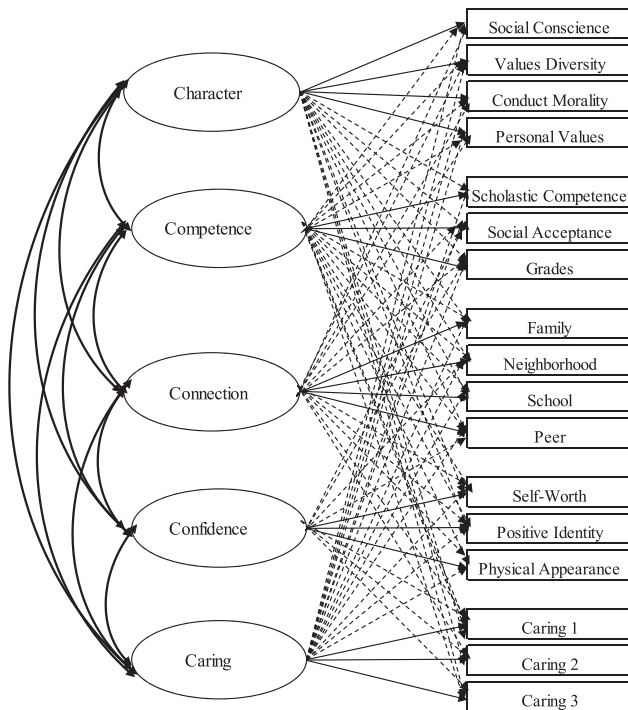 Social Conscience
Values Diversity
Character
Conduct Morality
Personal Values
Scholastic Competence
Competence
Social Acceptance
Grades
Family
Neighborhood
Connection
School
Peer
Self-Worth
Confidence
Positive Identity
Physical Appearance
Caring 1
Caring
Caring 2
Caring 3